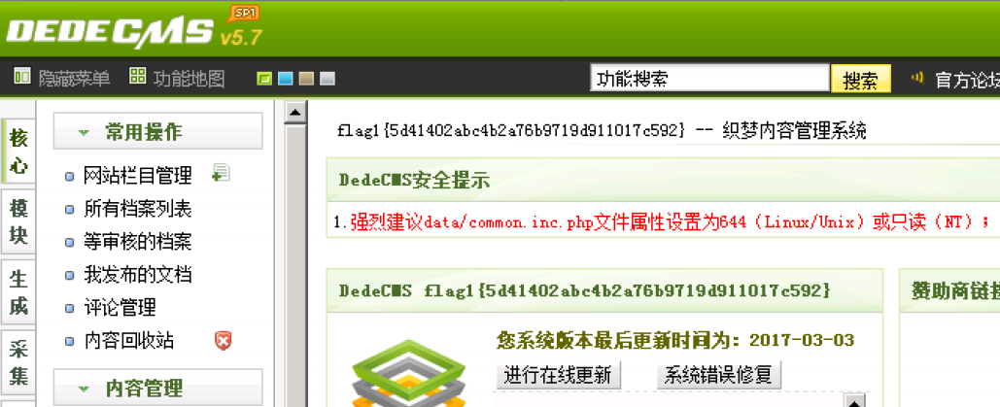 DEDECMS v5.7 SP1
隐藏菜单 功能地图 功能搜索 搜索 官方论坛
核心
模块
生成
采集
常用操作
网站栏目管理
所有档案列表
等审核的档案
我发布的文档
评论管理
内容回收站
内容管理
flag1{5d41402abc4b2a76b9719d911017c592} -- 织梦内容管理系统
DedeCMS安全提示
1.强烈建议data/common.inc.php文件属性设置为644（Linux/Unix）或只读（NT）；
DedeCMS flag1{5d41402abc4b2a76b9719d911017c592}
您系统版本最后更新时间为：2017-03-03
进行在线更新 系统错误修复
赞助商链接